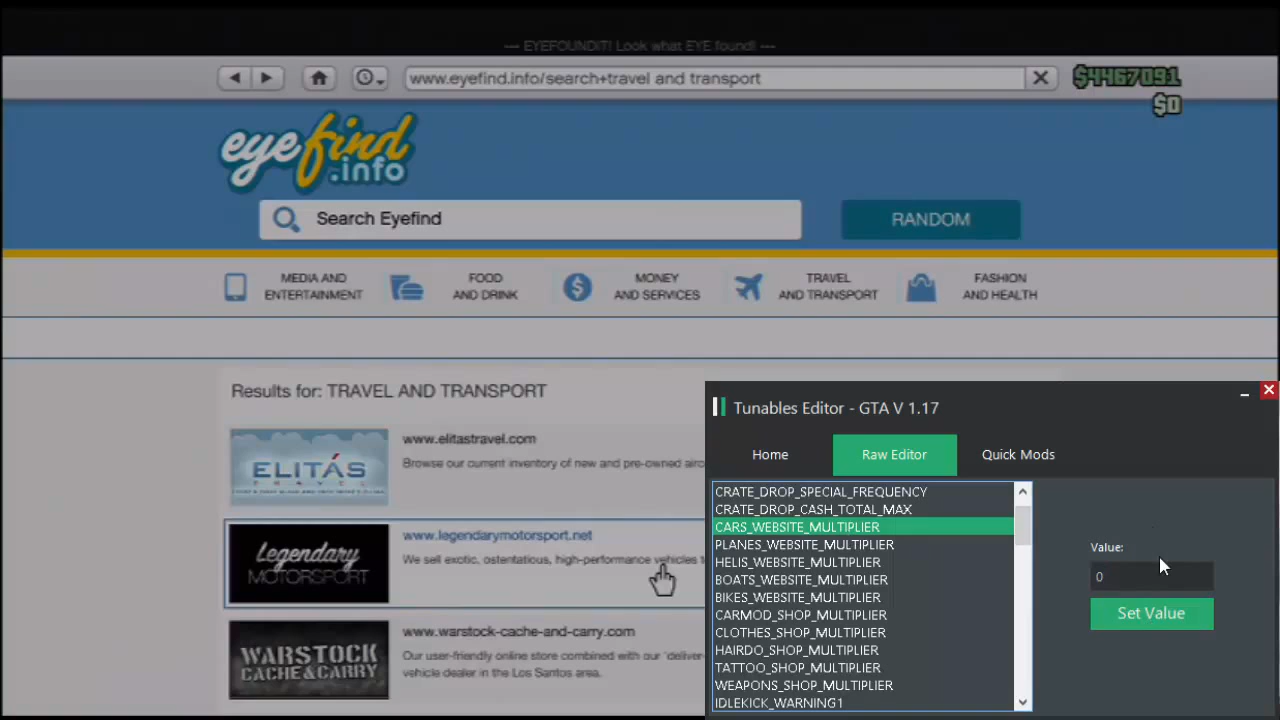 --- EYEFOUNDIT! Look what EYE found! ---
www.eyefind.info/search+travel and transport
$4467091
$0
eyefind
.info
Search Eyefind
RANDOM
MEDIA AND
ENTERTAINMENT
FOOD
AND DRINK
MONEY
AND SERVICES
TRAVEL
AND TRANSPORT
FASHION
AND HEALTH
Results for: TRAVEL AND TRANSPORT
ELITÁS
TRAVEL
www.elitastravel.com
Browse our current inventory of new and pre-owned airc
Legendary
MOTORSPORT
www.legendarymotorsport.net
We sell exotic, ostentatious, high-performance vehicles t
WARSTOCK
CACHE & CARRY
www.warstock-cache-and-carry.com
Our user-friendly online store combined with our 'deliver-
vehicle dealer in the Los Santos area.
Tunables Editor - GTA V 1.17
Home
Raw Editor
Quick Mods
CRATE_DROP_SPECIAL_FREQUENCY
CRATE_DROP_CASH_TOTAL_MAX
CARS_WEBSITE_MULTIPLIER
PLANES_WEBSITE_MULTIPLIER
HELIS_WEBSITE_MULTIPLIER
BOATS_WEBSITE_MULTIPLIER
BIKES_WEBSITE_MULTIPLIER
CARMOD_SHOP_MULTIPLIER
CLOTHES_SHOP_MULTIPLIER
HAIRDO_SHOP_MULTIPLIER
TATTOO_SHOP_MULTIPLIER
WEAPONS_SHOP_MULTIPLIER
IDLEKICK_WARNING1
Value:
0
Set Value